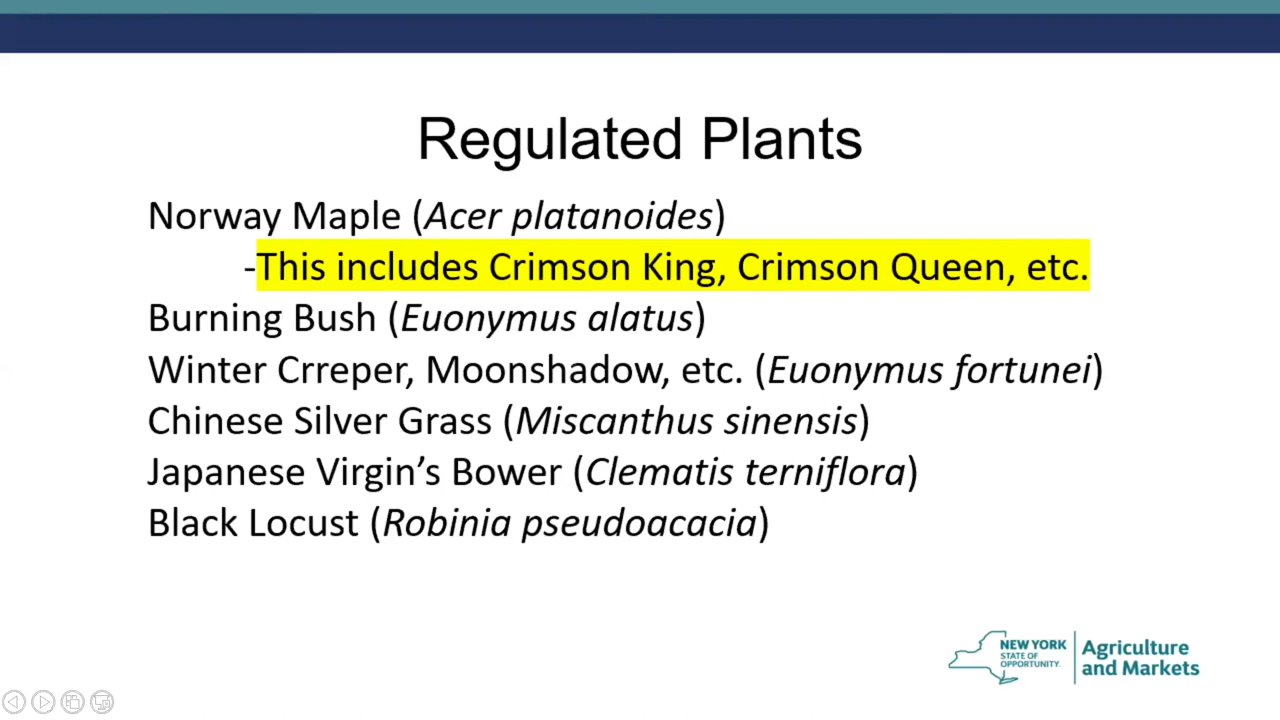 Regulated Plants
Norway Maple (Acer platanoides)
-This includes Crimson King, Crimson Queen, etc.
Burning Bush (Euonymus alatus)
Winter Crreper, Moonshadow, etc. (Euonymus fortunei)
Chinese Silver Grass (Miscanthus sinensis)
Japanese Virgin’s Bower (Clematis terniflora)
Black Locust (Robinia pseudoacacia)
NEW YORK
STATE OF
OPPORTUNITY.
Agriculture
and Markets